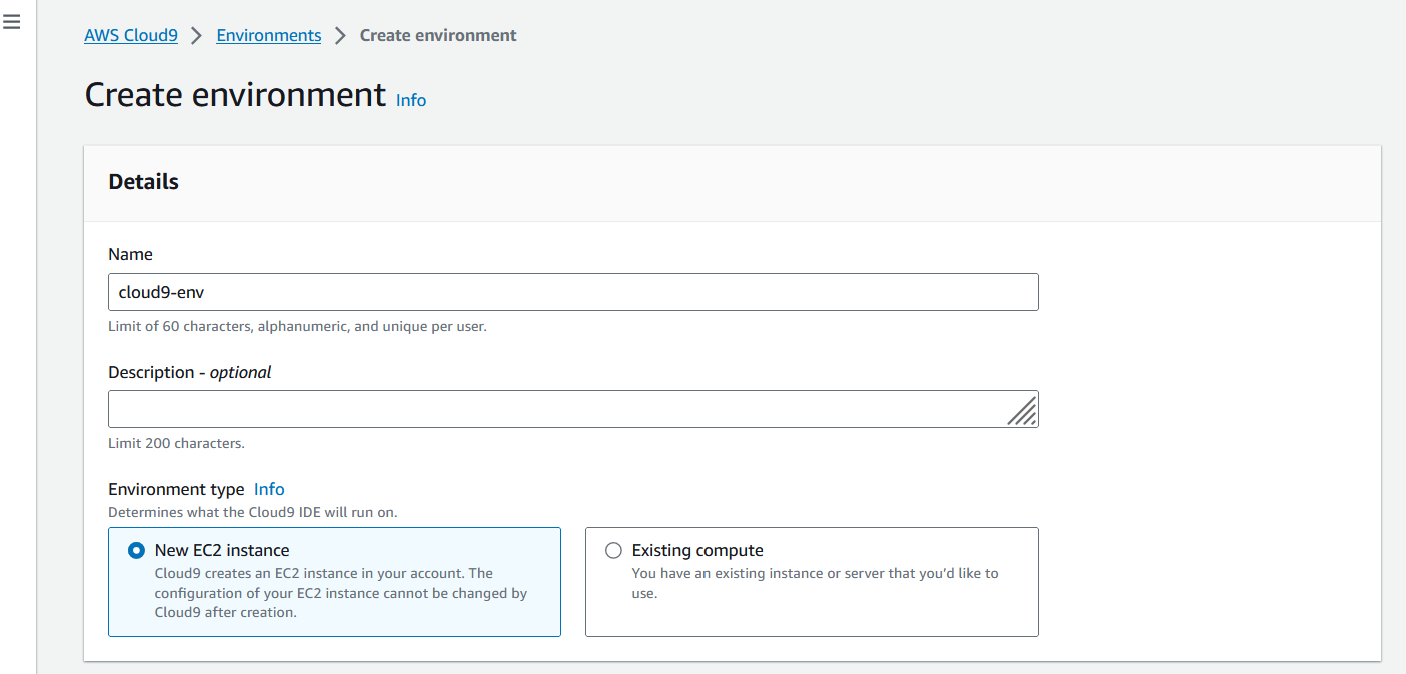 AWS Cloud9 > Environments > Create environment
Create environment Info
Details
Name
cloud9-env
Limit of 60 characters, alphanumeric, and unique per user.
Description - optional
Limit 200 characters.
Environment type Info
Determines what the Cloud9 IDE will run on.
New EC2 instance
Cloud9 creates an EC2 instance in your account. The
configuration of your EC2 instance cannot be changed by
Cloud9 after creation.
Existing compute
You have an existing instance or server that you'd like to
use.